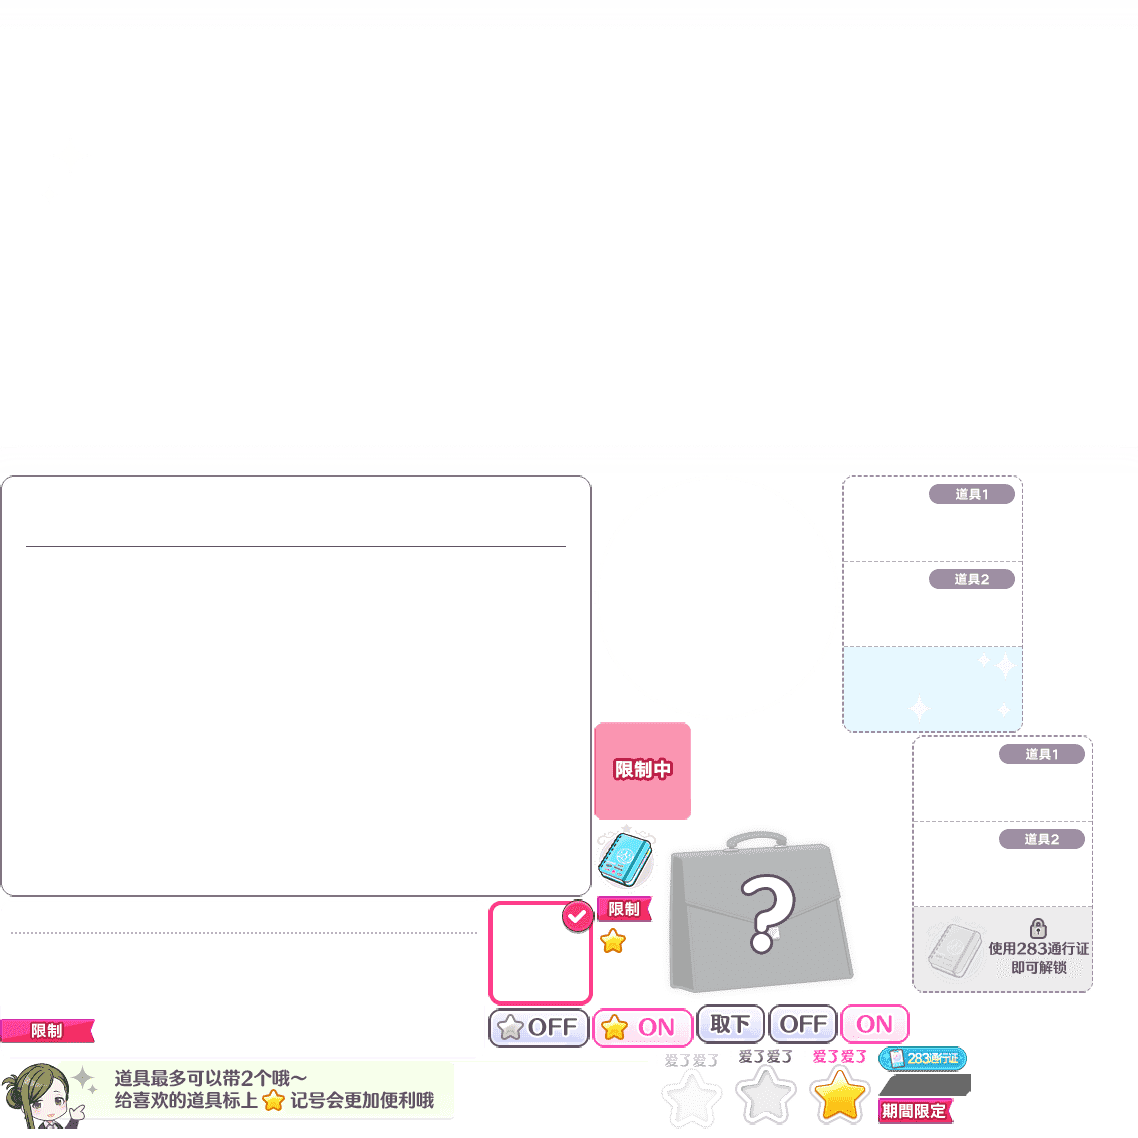 道具1
道具2
限制中
道具1
道具2
限制
使用283通行证
即可解锁
OFF
ON
取下
OFF
ON
限制
爱了爱了
爱了爱了
爱了爱了
283通行证
道具最多可以带2个哦～
给喜欢的道具标上 记号会更加便利哦
期間限定